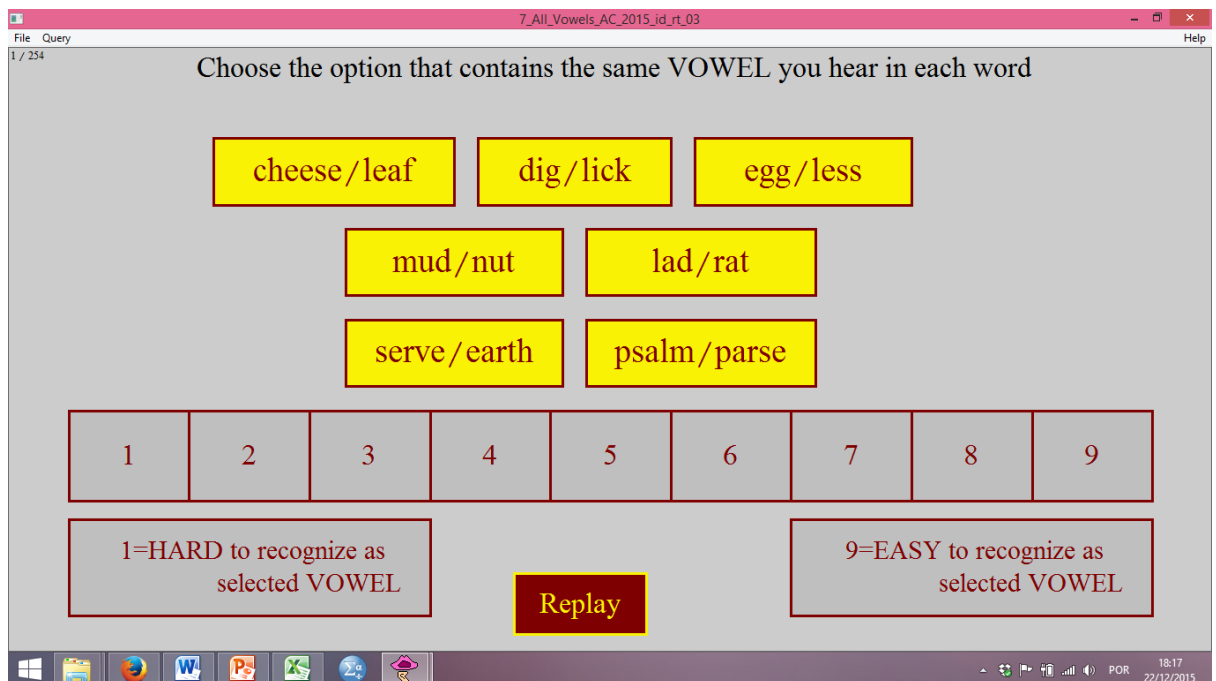 7_All_Vowels_AC_2015_id_rt_03
File Query Help
1 / 254
Choose the option that contains the same VOWEL you hear in each word
cheese/leaf dig/lick egg/less
mud/nut lad/rat
serve/earth psalm/parse
1 2 3 4 5 6 7 8 9
1=HARD to recognize as
selected VOWEL
9=EASY to recognize as
selected VOWEL
Replay
POR 18:17
22/12/2015